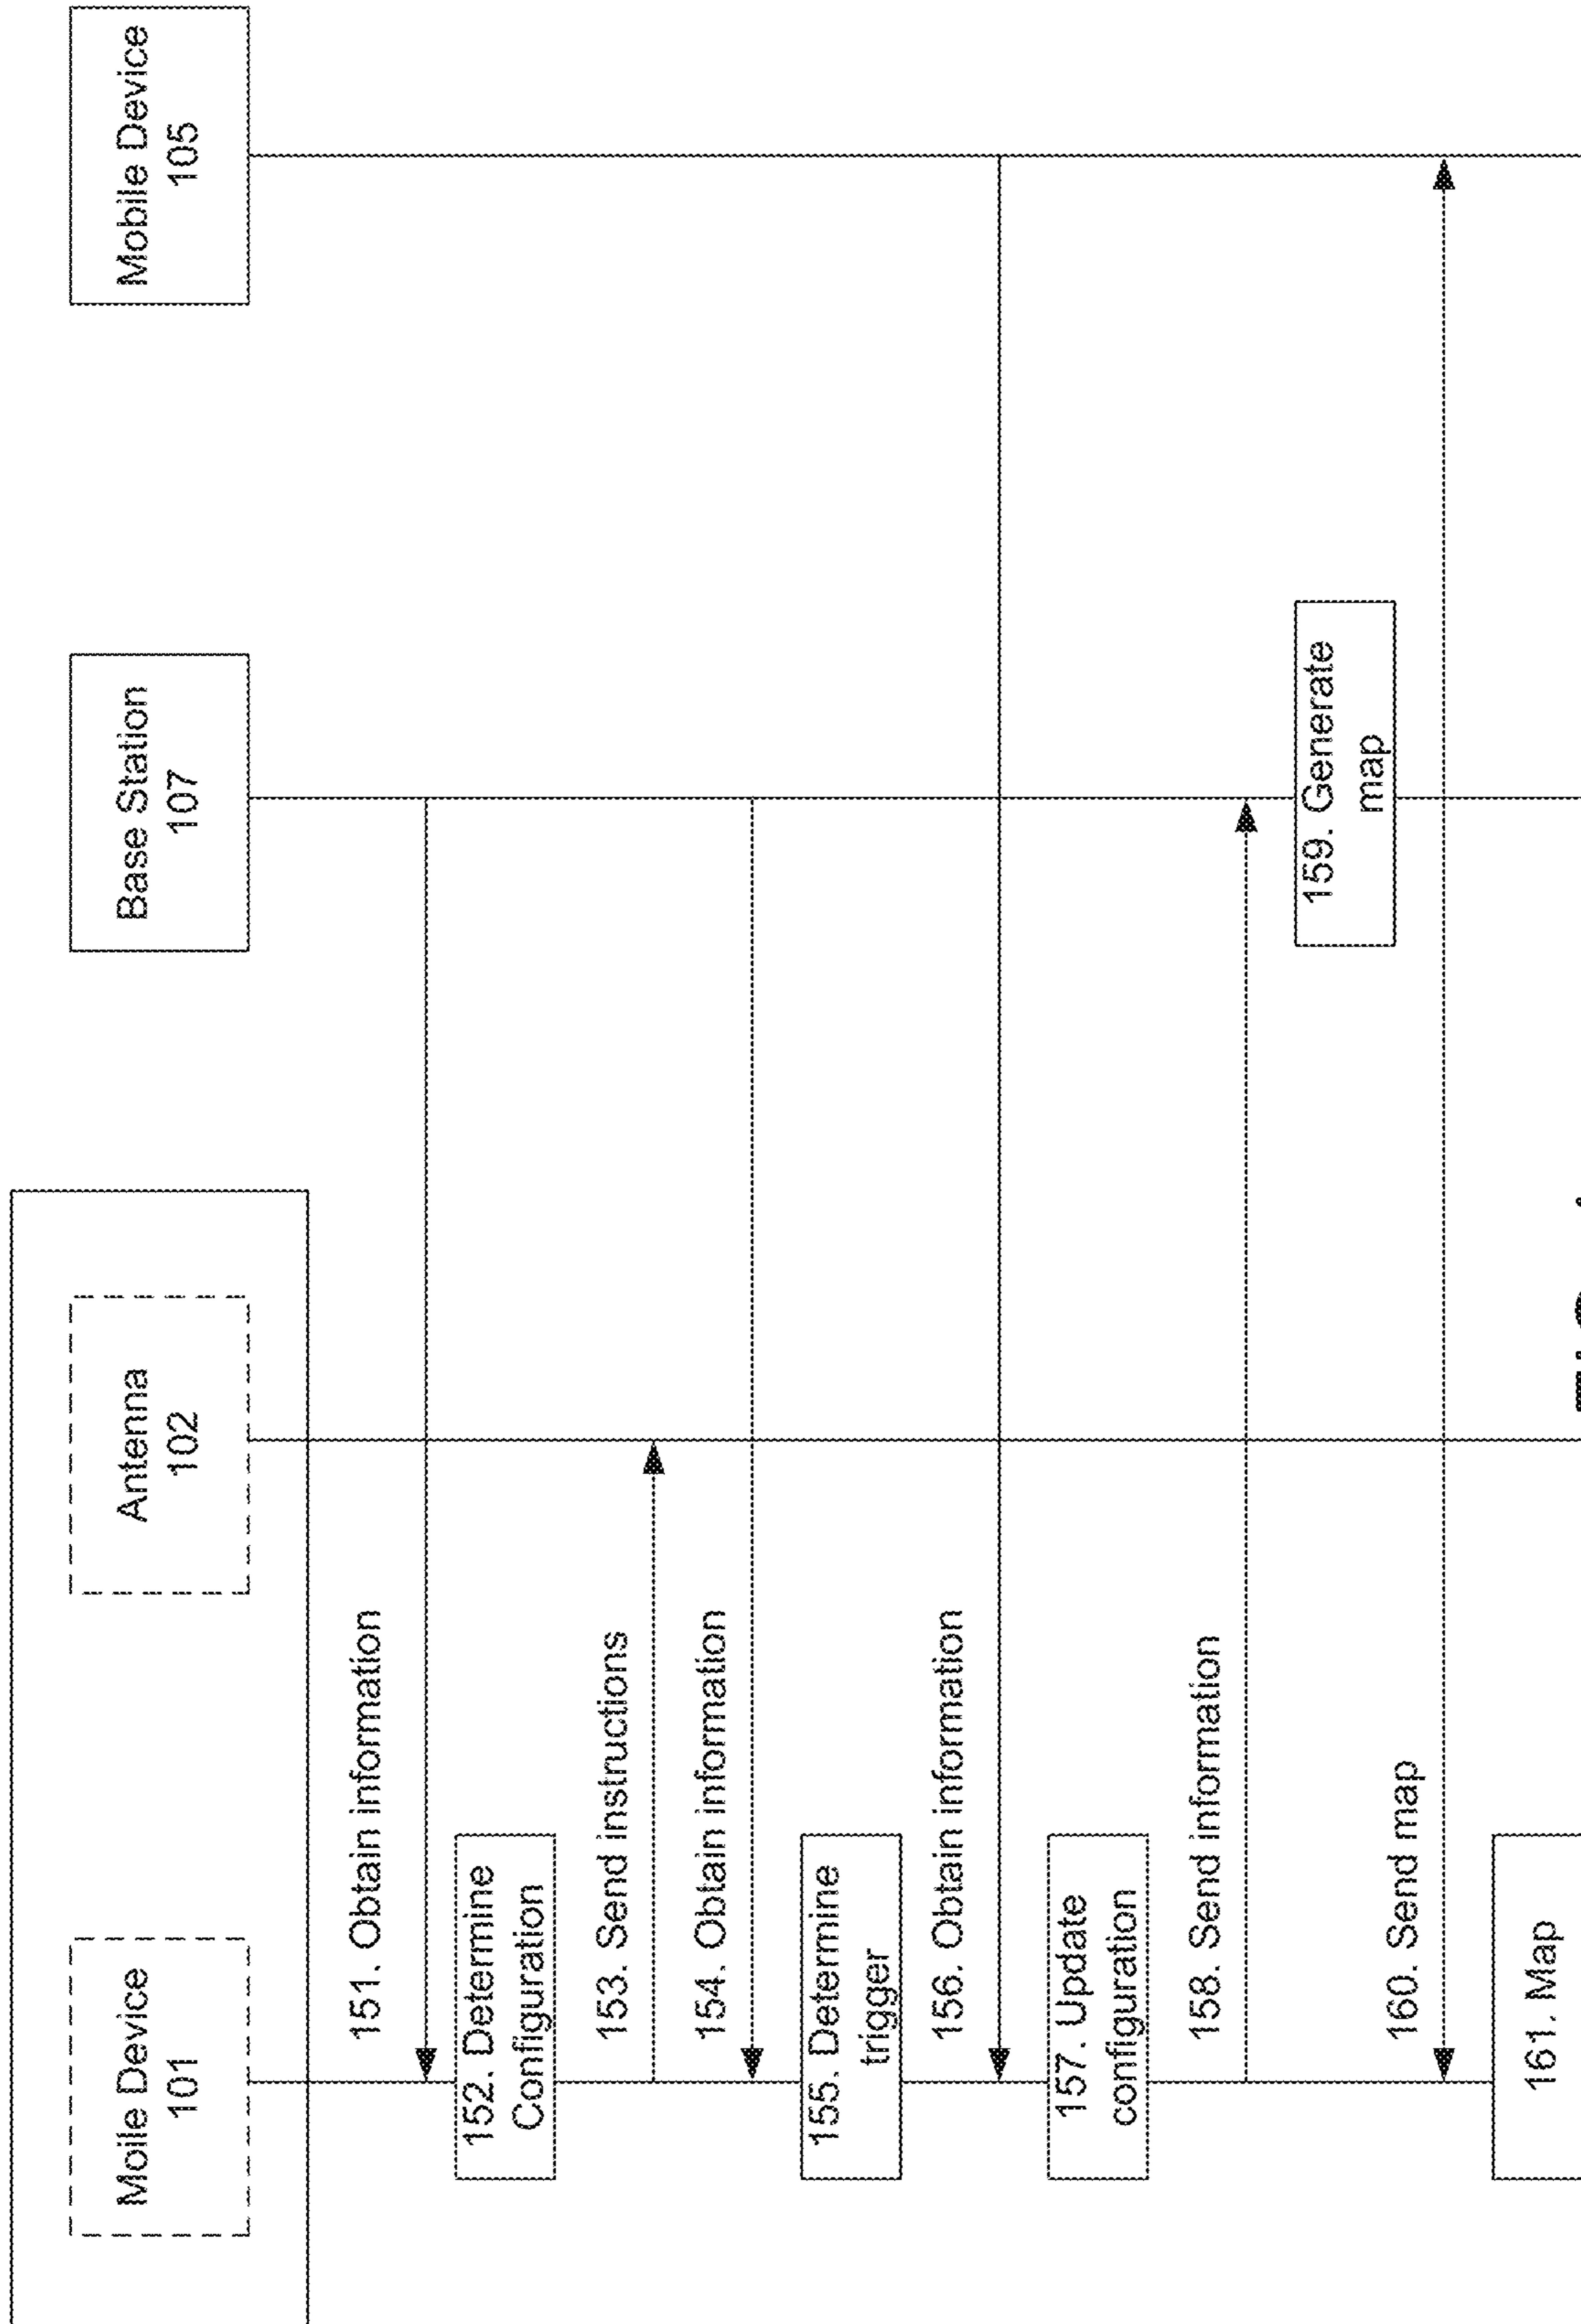 Moile Device
101
Antenna
102
Base Station
107
Mobile Device
105
151. Obtain information
152. Determine
Configuration
153. Send instructions
154. Obtain information
155. Determine
trigger
156. Obtain information
157. Update
configuration
158. Send information
159. Generate
map
160. Send map
161. Map